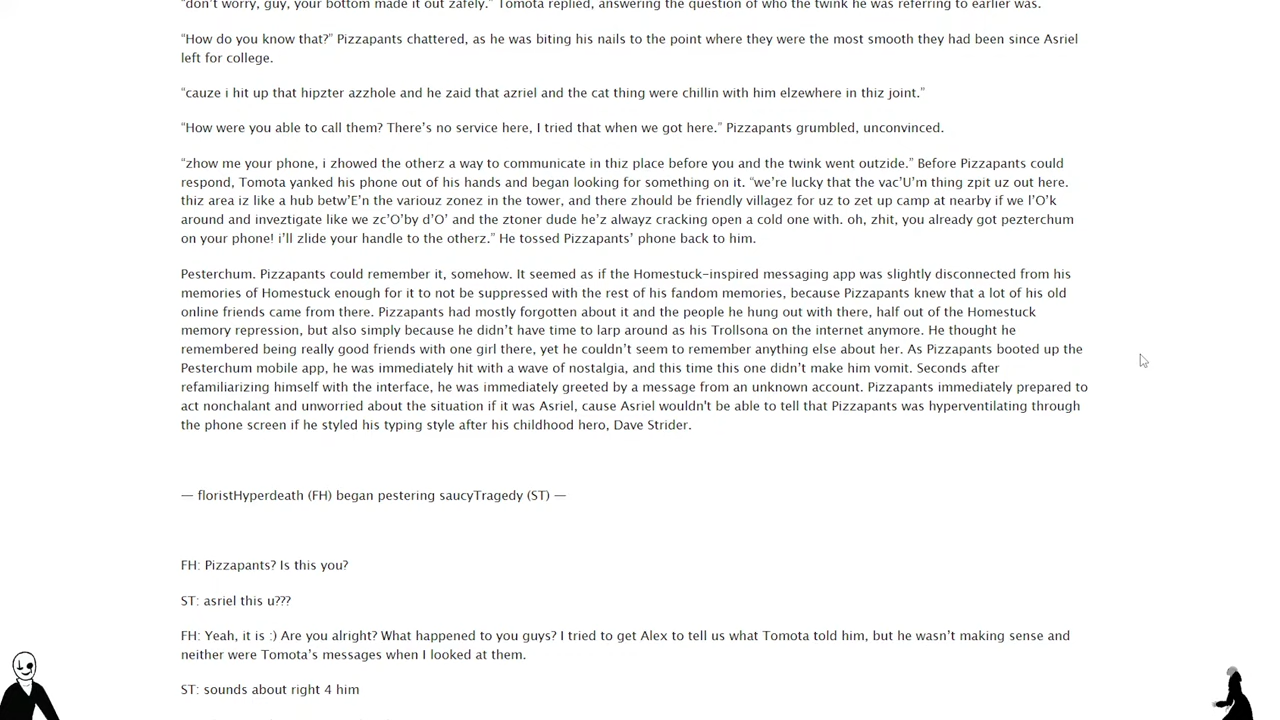 "don't worry, guy, your bottom made it out zafely." Tomota replied, answering the question of who the twink he was referring to earlier was.
“How do you know that?” Pizzapants chattered, as he was biting his nails to the point where they were the most smooth they had been since Asriel
left for college.
“cauze i hit up that hipzter azzhole and he zaid that azriel and the cat thing were chillin with him elzewhere in thiz joint.”
“How were you able to call them? There’s no service here, I tried that when we got here.” Pizzapants grumbled, unconvinced.
“zhow me your phone, i zhowed the otherz a way to communicate in thiz place before you and the twink went outzide.” Before Pizzapants could
respond, Tomota yanked his phone out of his hands and began looking for something on it. “we’re lucky that the vac’U’m thing zpit uz out here.
thiz area iz like a hub betw’E’n the variouz zonez in the tower, and there zhould be friendly villagez for uz to zet up camp at nearby if we l’O’k
around and inveztigate like we zc’O’by d’O’ and the ztoner dude he’z alwayz cracking open a cold one with. oh, zhit, you already got pezterchum
on your phone! i’ll zlide your handle to the otherz.” He tossed Pizzapants’ phone back to him.
Pesterchum. Pizzapants could remember it, somehow. It seemed as if the Homestuck-inspired messaging app was slightly disconnected from his
memories of Homestuck enough for it to not be suppressed with the rest of his fandom memories, because Pizzapants knew that a lot of his old
online friends came from there. Pizzapants had mostly forgotten about it and the people he hung out with there, half out of the Homestuck
memory repression, but also simply because he didn’t have time to larp around as his Trollsona on the internet anymore. He thought he
remembered being really good friends with one girl there, yet he couldn’t seem to remember anything else about her. As Pizzapants booted up the
Pesterchum mobile app, he was immediately hit with a wave of nostalgia, and this time this one didn’t make him vomit. Seconds after
refamiliarizing himself with the interface, he was immediately greeted by a message from an unknown account. Pizzapants immediately prepared to
act nonchalant and unworried about the situation if it was Asriel, cause Asriel wouldn't be able to tell that Pizzapants was hyperventilating through
the phone screen if he styled his typing style after his childhood hero, Dave Strider.
— floristHyperdeath (FH) began pestering saucyTragedy (ST) —
FH: Pizzapants? Is this you?
ST: asriel this u???
FH: Yeah, it is :) Are you alright? What happened to you guys? I tried to get Alex to tell us what Tomota told him, but he wasn’t making sense and
neither were Tomota’s messages when I looked at them.
ST: sounds about right 4 him